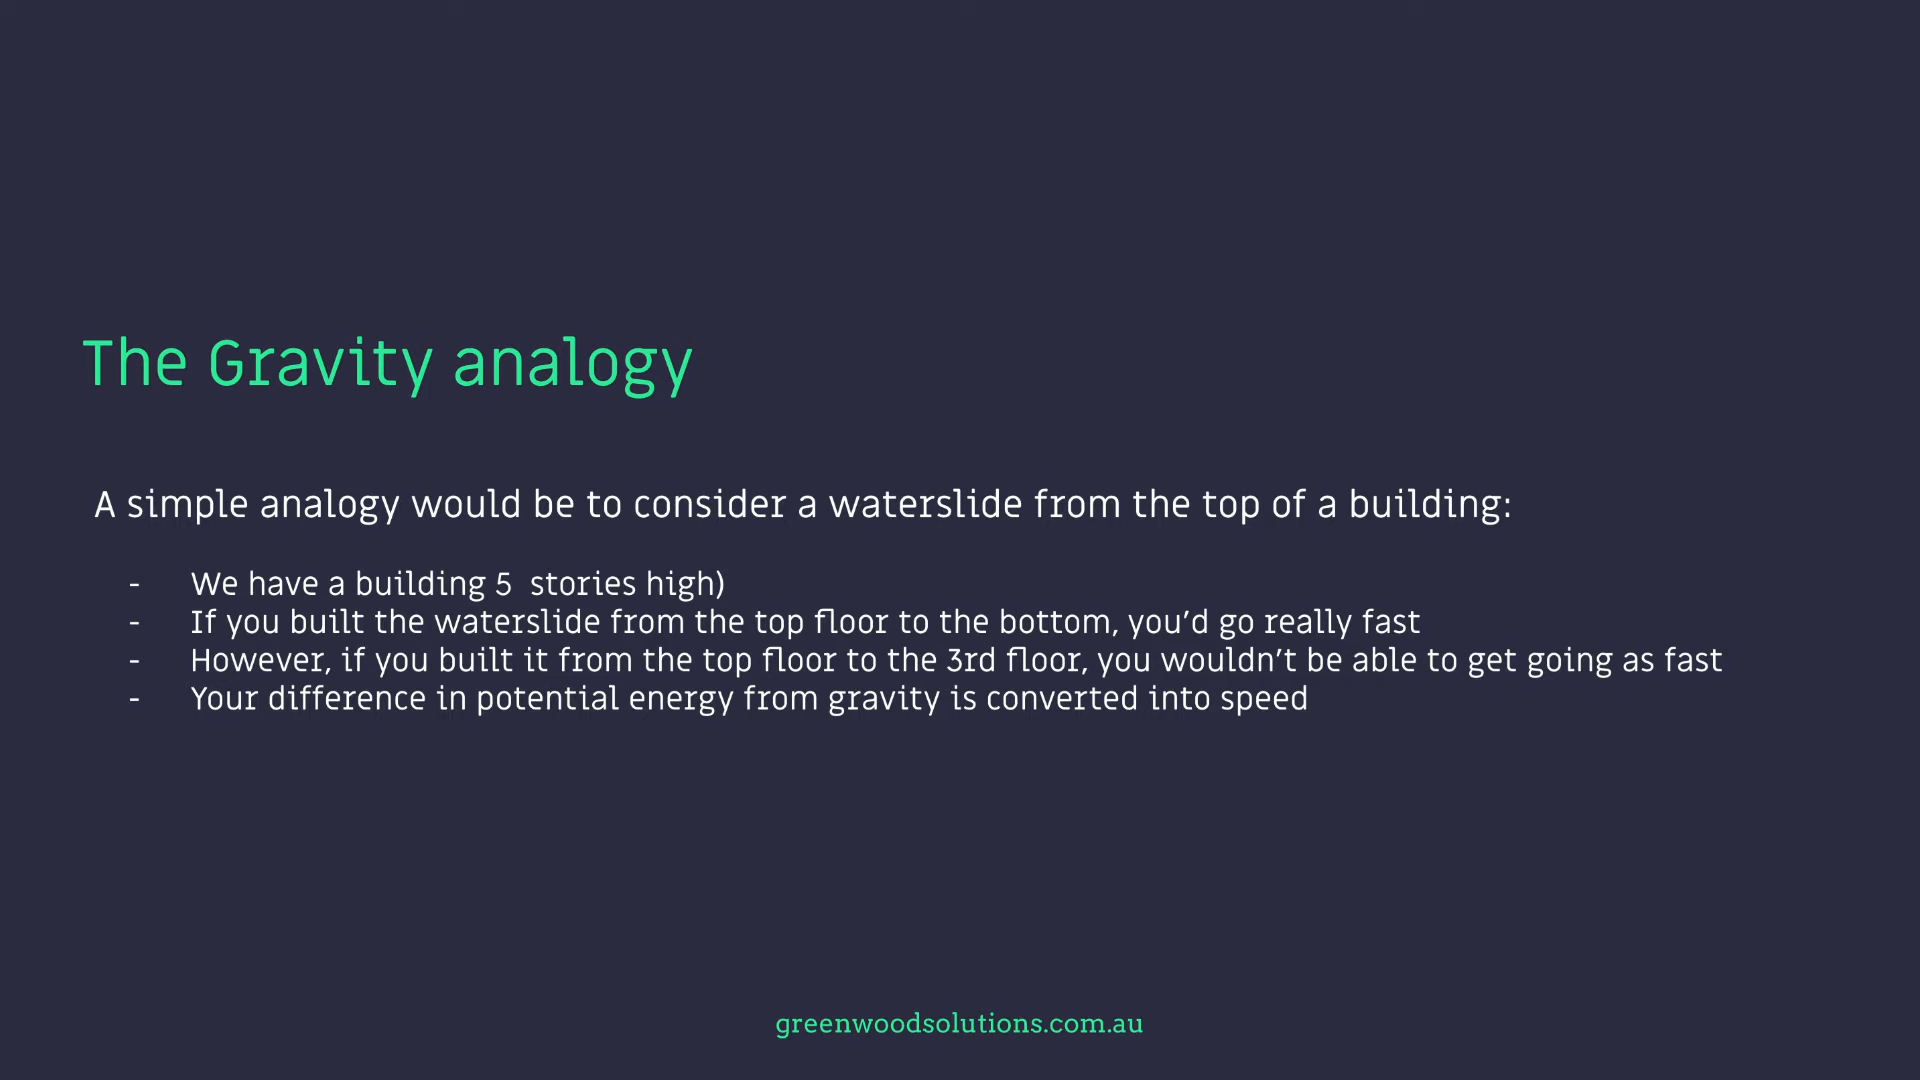 The Gravity analogy
A simple analogy would be to consider a waterslide from the top of a building:
- We have a building 5  stories high)
- If you built the waterslide from the top floor to the bottom, you’d go really fast
- However, if you built it from the top floor to the 3rd floor, you wouldn’t be able to get going as fast
- Your difference in potential energy from gravity is converted into speed
greenwoodsolutions.com.au